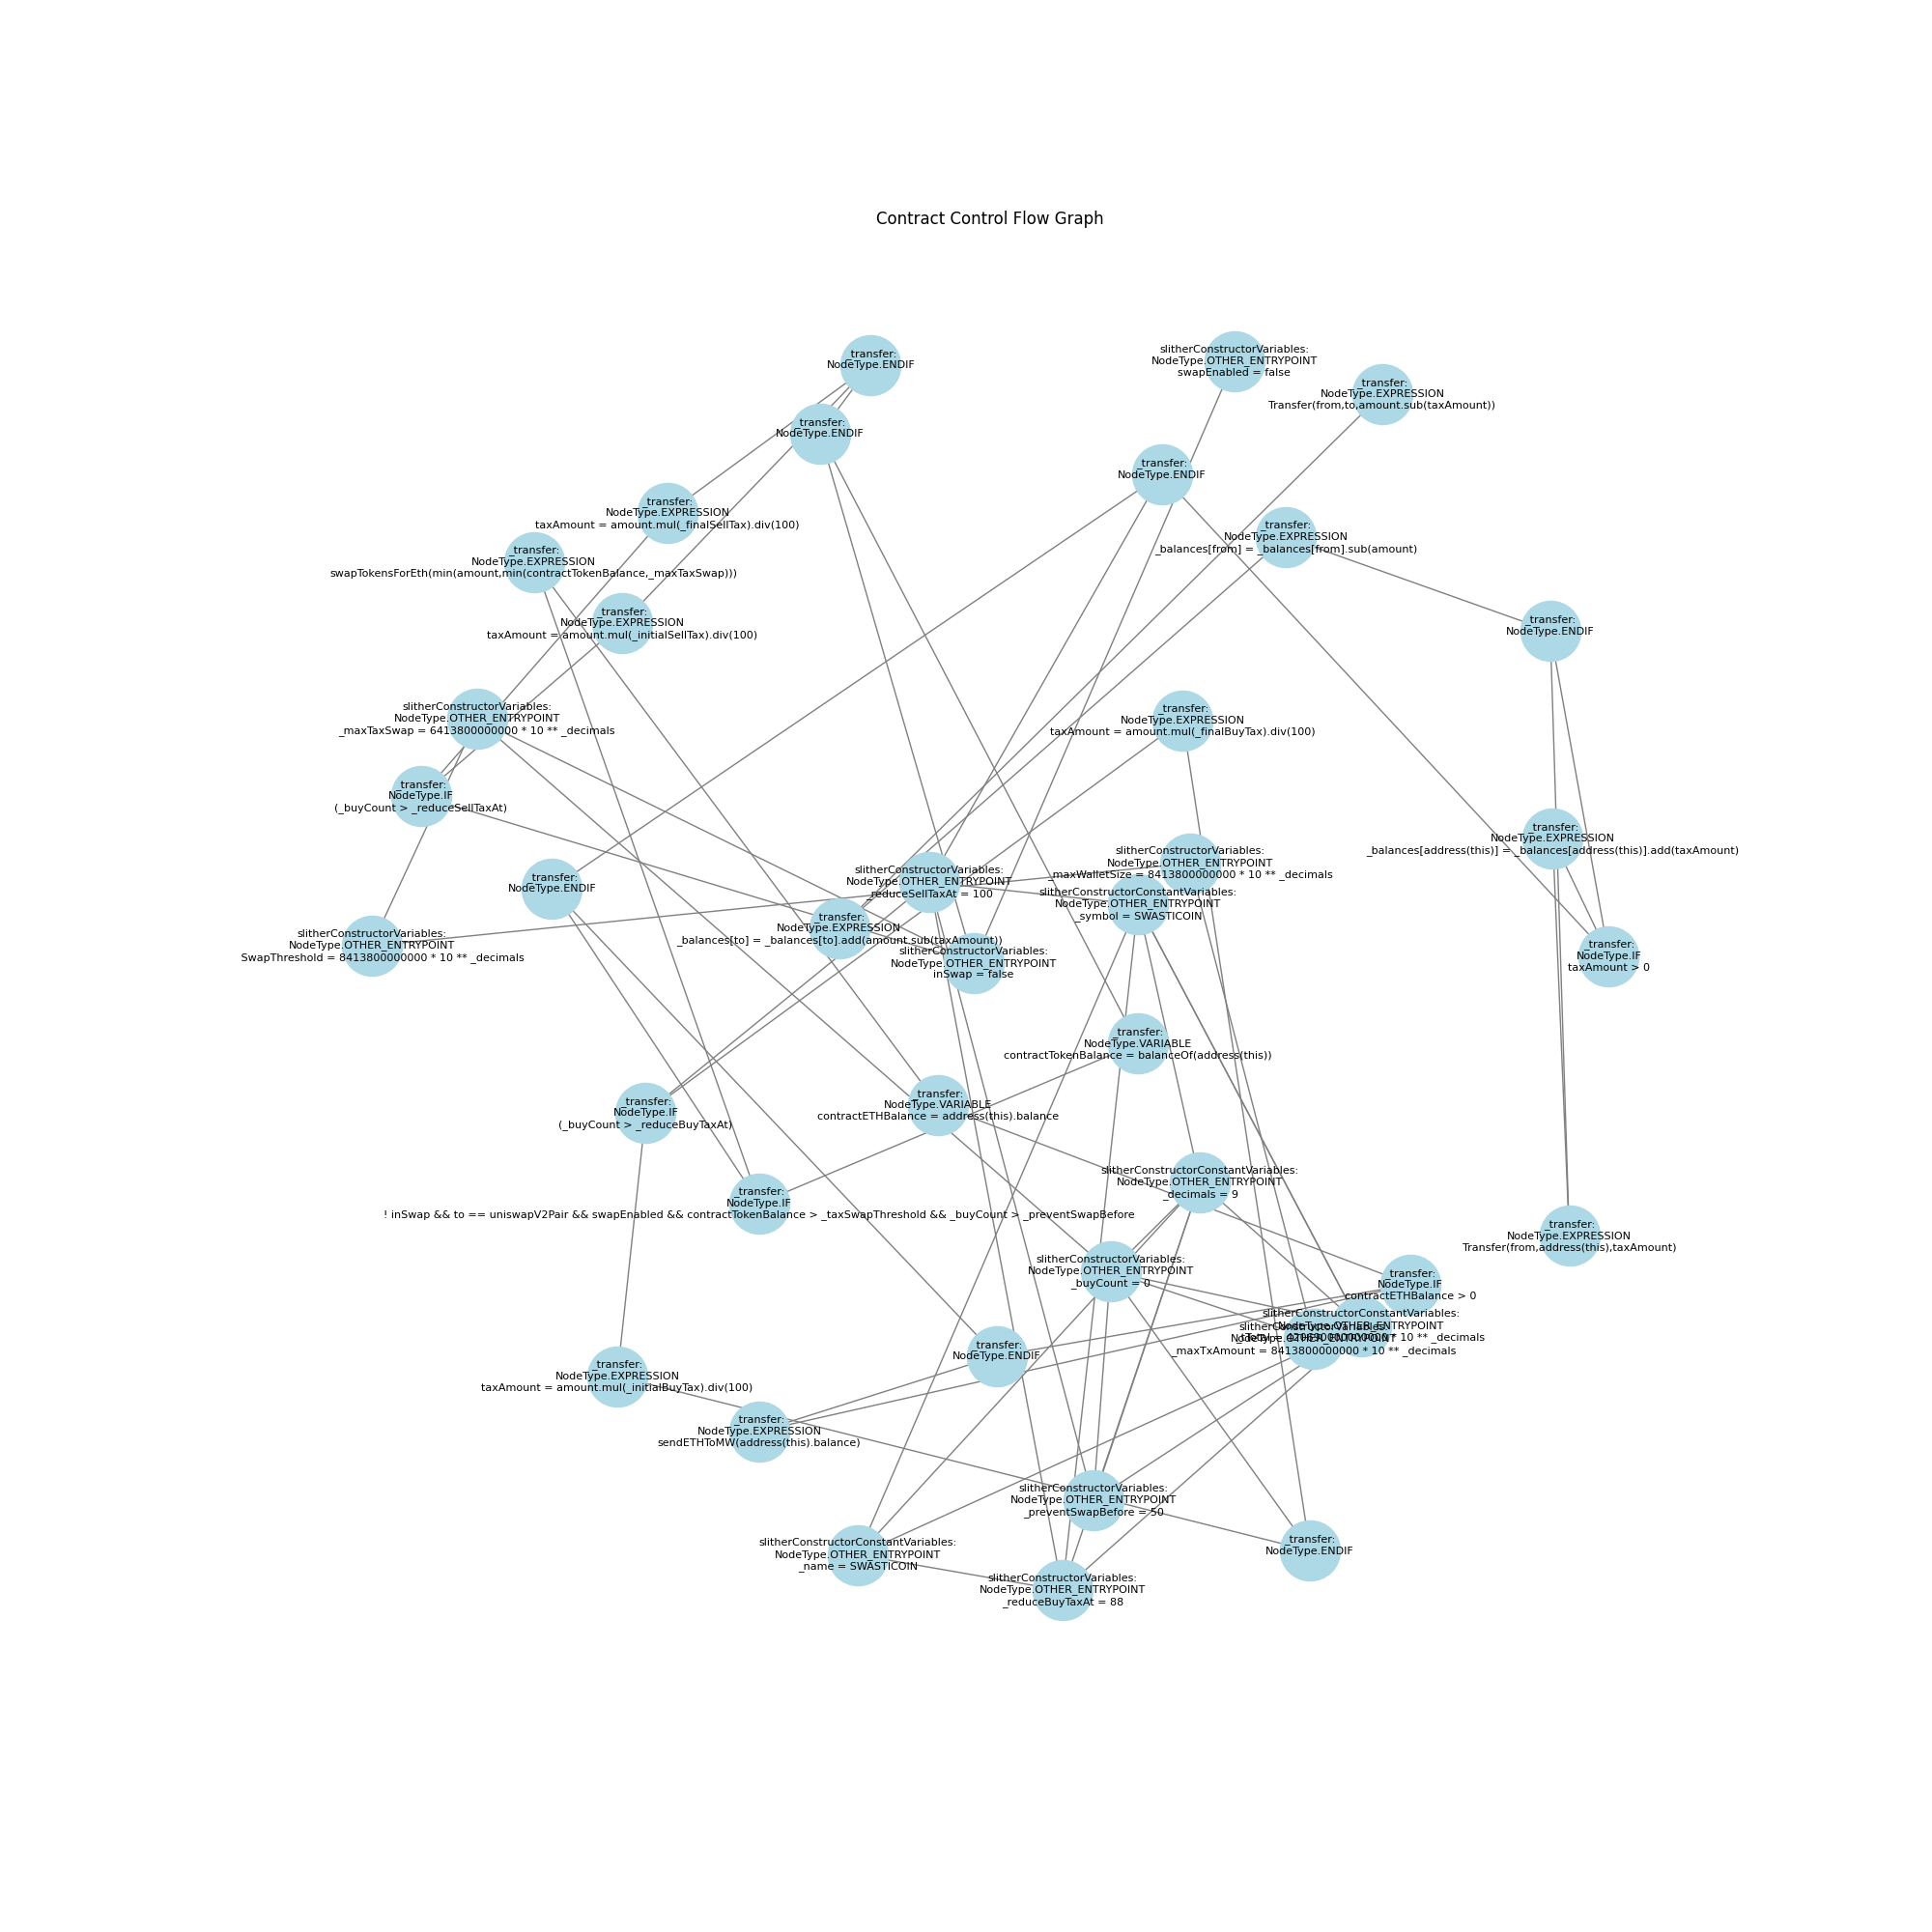 Contract Control Flow Graph
_transfer:
NodeType.ENDIF
slitherConstructorVariables:
NodeType.OTHER_ENTRYPOINT
swapEnabled = false
_transfer:
NodeType.EXPRESSION
Transfer(from,to,amount.sub(taxAmount))
_transfer:
NodeType.ENDIF
_transfer:
NodeType.ENDIF
_transfer:
NodeType.EXPRESSION
taxAmount = amount.mul(_finalSellTax).div(100)
_transfer:
NodeType.EXPRESSION
_balances[from] = _balances[from].sub(amount)
_transfer:
NodeType.EXPRESSION
swapTokensForEth(min(amount,min(contractTokenBalance,_maxTaxSwap)))
_transfer:
NodeType.EXPRESSION
taxAmount = amount.mul(_initialSellTax).div(100)
_transfer:
NodeType.ENDIF
slitherConstructorVariables:
NodeType.OTHER_ENTRYPOINT
_maxTaxSwap = 6413800000000 * 10 ** _decimals
_transfer:
NodeType.EXPRESSION
taxAmount = amount.mul(_finalBuyTax).div(100)
_transfer:
NodeType.IF
(_buyCount > _reduceSellTaxAt)
_transfer:
NodeType.EXPRESSION
_balances[address(this)] = _balances[address(this)].add(taxAmount)
slitherConstructorVariables:
NodeType.OTHER_ENTRYPOINT
_maxWalletSize = 8413800000000 * 10 ** _decimals
slitherConstructorVariables:
NodeType.OTHER_ENTRYPOINT
_reduceSellTaxAt = 100
_transfer:
NodeType.ENDIF
slitherConstructorConstantVariables:
NodeType.OTHER_ENTRYPOINT
_symbol = SWASTICOIN
_transfer:
NodeType.EXPRESSION
_balances[to] = _balances[to].add(amount.sub(taxAmount))
slitherConstructorVariables:
NodeType.OTHER_ENTRYPOINT
SwapThreshold = 8413800000000 * 10 ** _decimals
slitherConstructorVariables:
NodeType.OTHER_ENTRYPOINT
inSwap = false
_transfer:
NodeType.IF
taxAmount > 0
_transfer:
NodeType.VARIABLE
contractTokenBalance = balanceOf(address(this))
_transfer:
NodeType.VARIABLE
contractETHBalance = address(this).balance
_transfer:
NodeType.IF
(_buyCount > _reduceBuyTaxAt)
slitherConstructorConstantVariables:
NodeType.OTHER_ENTRYPOINT
_decimals = 9
_transfer:
NodeType.IF
! inSwap && to == uniswapV2Pair && swapEnabled && contractTokenBalance > _taxSwapThreshold && _buyCount > _preventSwapBefore
_transfer:
NodeType.EXPRESSION
Transfer(from,address(this),taxAmount)
slitherConstructorVariables:
NodeType.OTHER_ENTRYPOINT
_buyCount = 0
_transfer:
NodeType.IF
contractETHBalance > 0
slitherConstructorConstantVariables:
NodeType.OTHER_ENTRYPOINT
* 10 ** _decimals
_maxTxAmount = 8413800000000 * 10 ** _decimals
_transfer:
NodeType.ENDIF
_transfer:
NodeType.EXPRESSION
taxAmount = amount.mul(_initialBuyTax).div(100)
_transfer:
NodeType.EXPRESSION
sendETHToMW(address(this).balance)
slitherConstructorVariables:
NodeType.OTHER_ENTRYPOINT
_preventSwapBefore = 50
_transfer:
NodeType.ENDIF
slitherConstructorConstantVariables:
NodeType.OTHER_ENTRYPOINT
_name = SWASTICOIN
slitherConstructorVariables:
NodeType.OTHER_ENTRYPOINT
_reduceBuyTaxAt = 88